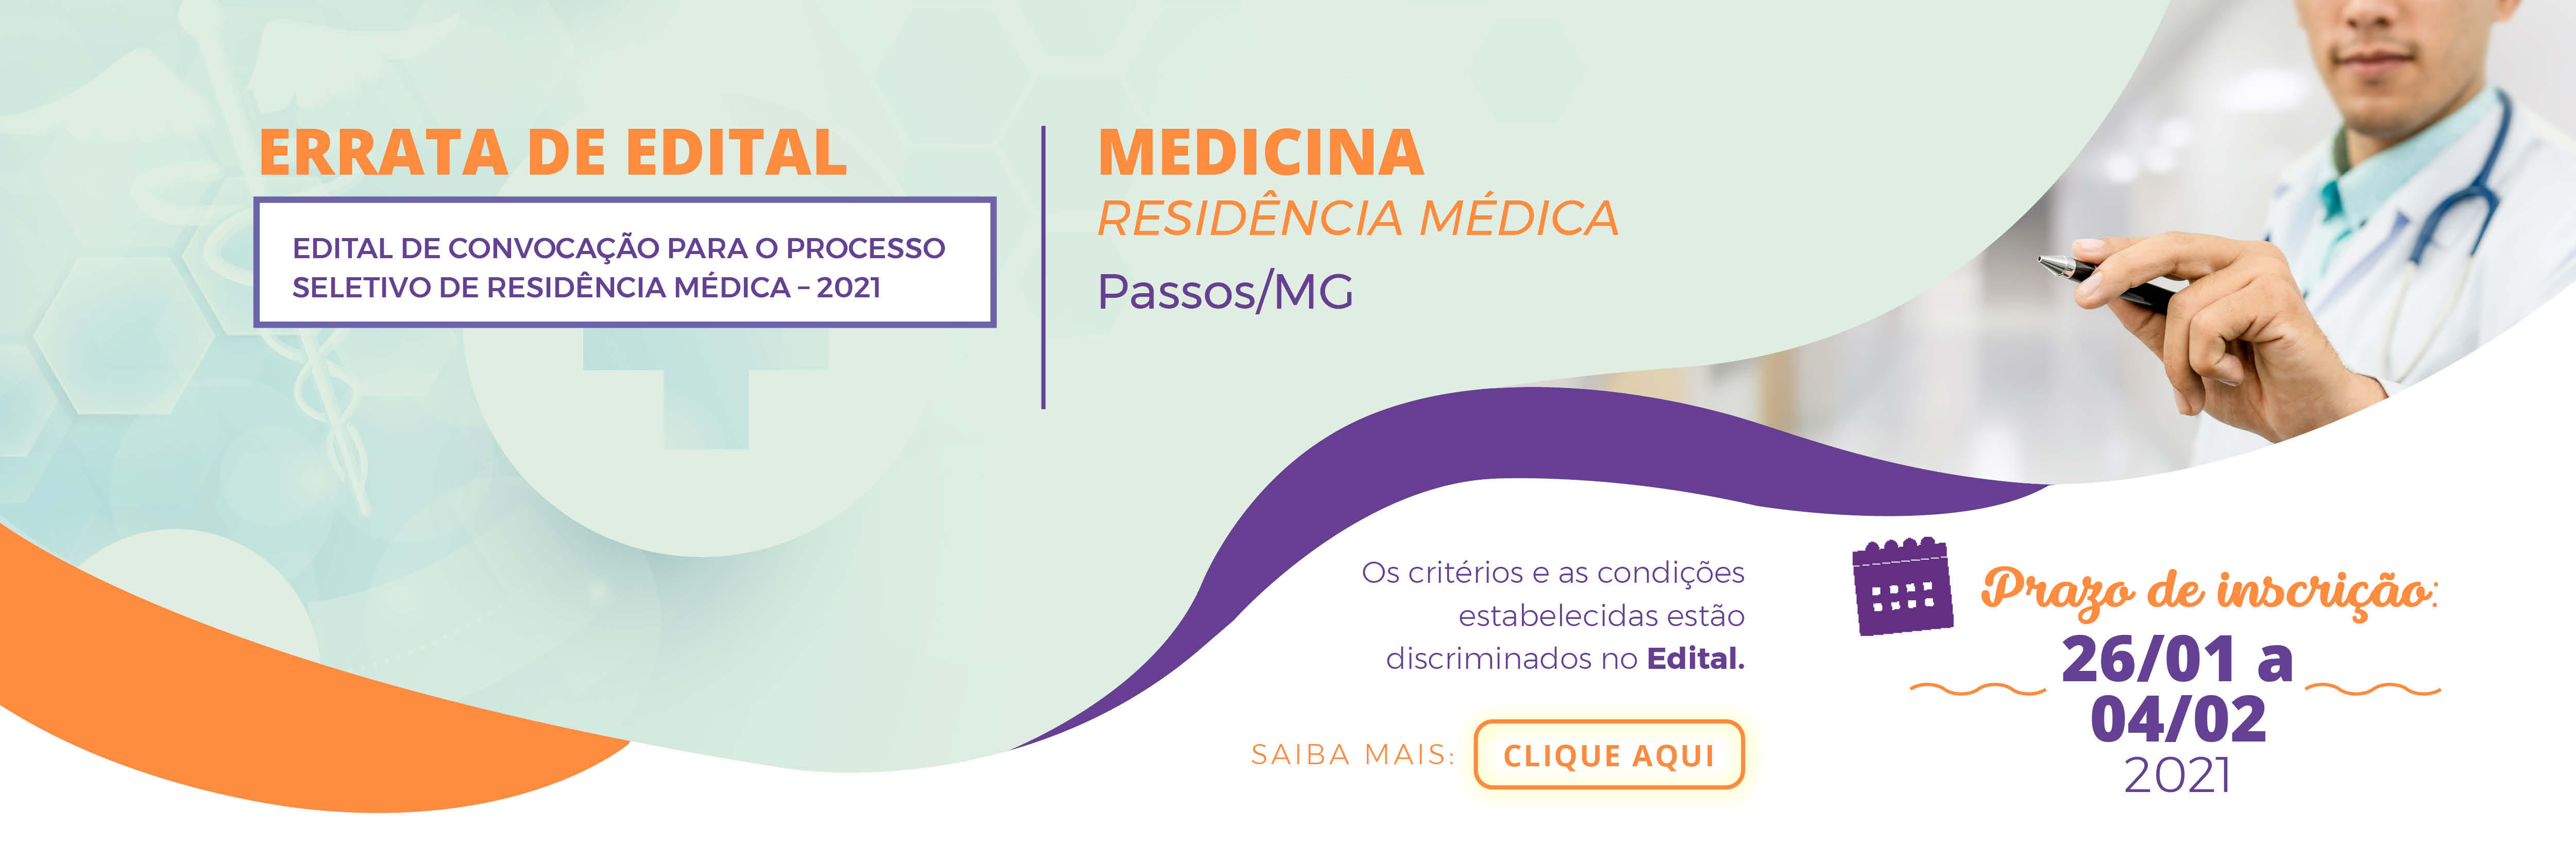 ERRATA DE EDITAL
EDITAL DE CONVOCAÇÃO PARA O PROCESSO
SELETIVO DE RESIDÊNCIA MÉDICA – 2021
MEDICINA
RESIDÊNCIA MÉDICA
Passos/MG
Os critérios e as condições
estabelecidas estão
discriminados no Edital.
SAIBA MAIS: CLIQUE AQUI
Prazo de inscrição:
26/01 a
04/02
2021